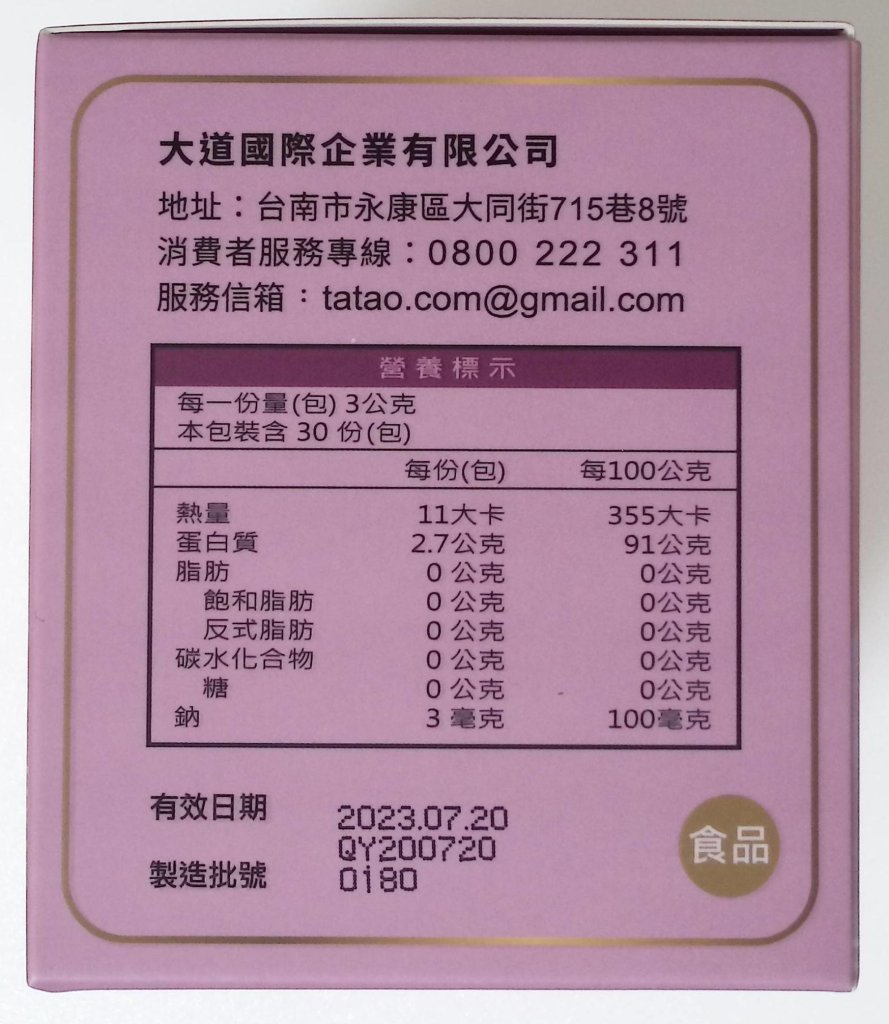 大道國際企業有限公司
地址：台南市永康區大同街715巷8號
消費者服務專線：0800 222 311
服務信箱：tatao.com@gmail.com
營養標示
每一份量(包) 3公克
本包裝含 30 份(包)
每份(包) 每100公克
熱量 11大卡 355大卡
蛋白質 2.7公克 91公克
脂肪 0 公克 0公克
飽和脂肪 0 公克 0公克
反式脂肪 0 公克 0公克
碳水化合物 0 公克 0公克
糖 0 公克 0公克
鈉 3 毫克 100毫克
有效日期 2023.07.20
QY200720
製造批號 0180
食品